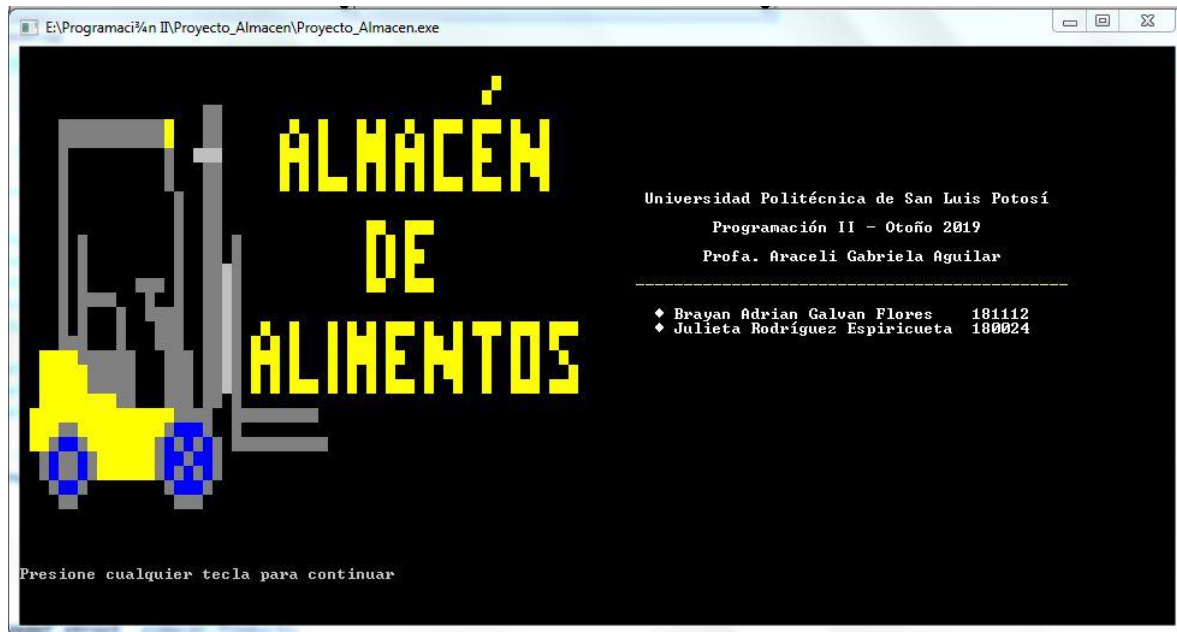 E:\Programaci¾n II\Proyecto_Almacen\Proyecto_Almacen.exe
ALMACÉN
DE
ALIMENTOS
Universidad Politécnica de San Luis Potosí
Programación II - Otoño 2019
Profa. Araceli Gabriela Aguilar
◆ Brayan Adrian Galvan Flores 181112
◆ Julieta Rodríguez Espiricueta 180024
Presione cualquier tecla para continuar